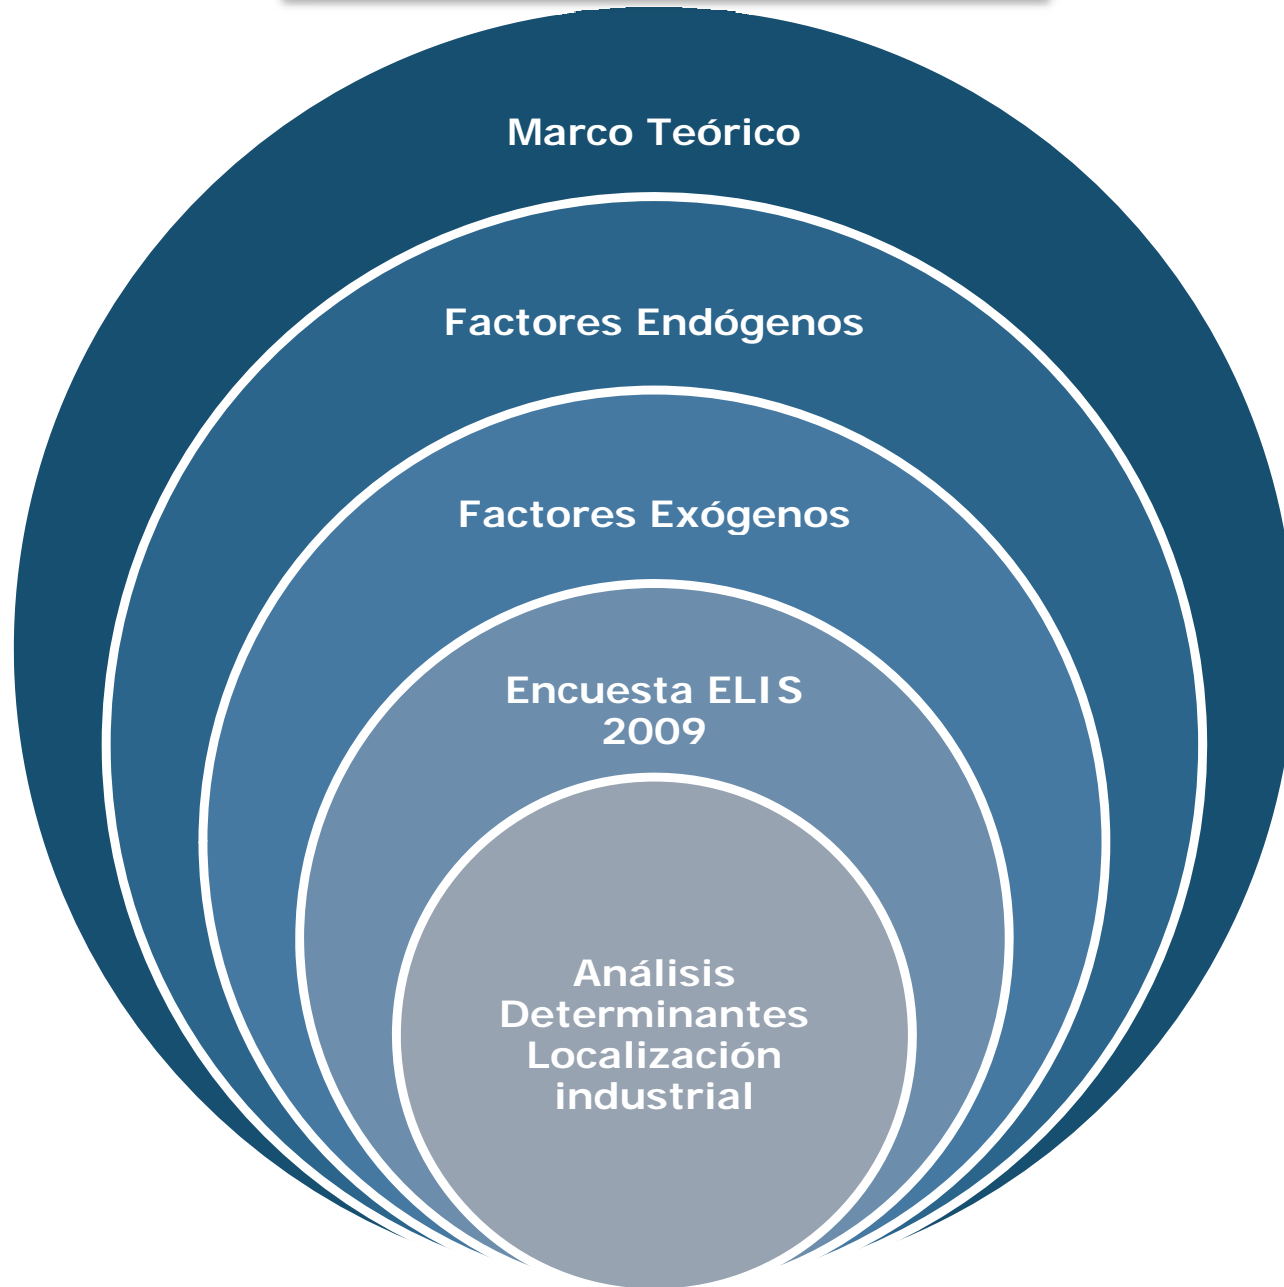 Marco Teórico
Factores Endógenos
Factores Exógenos
Encuesta ELIS
2009
Análisis
Determinantes
Localización
industrial